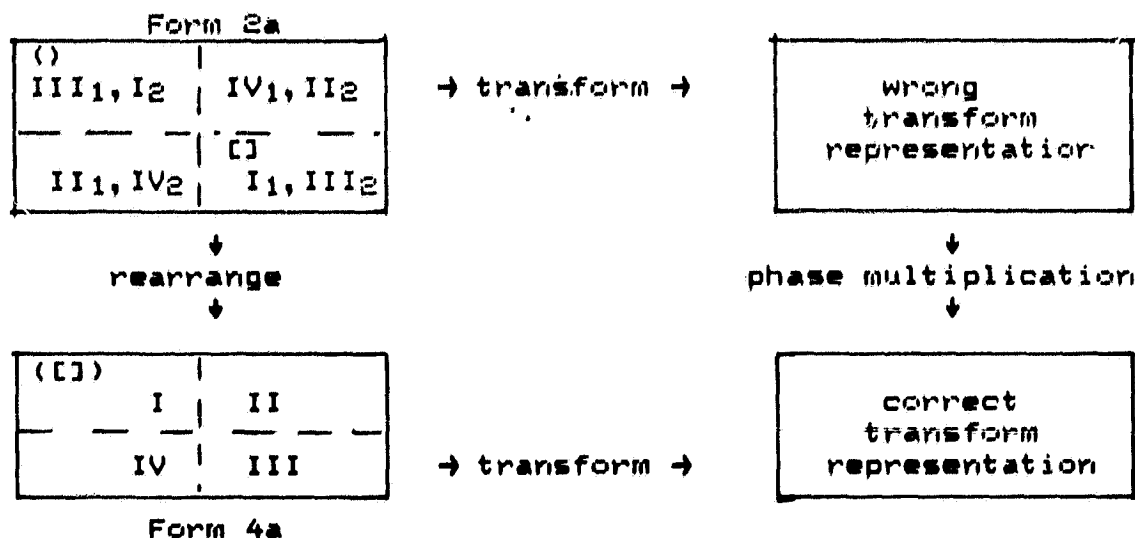 Form 2a
()
III1, I2 IV1, II2 → transform → wrong
transform
representatior
[]
II1, IV2 I1, III2
↓ ↓
rearrange phase multiplication
↓ ↓
([])
I II correct
transform
IV III → transform → representation
Form 4a